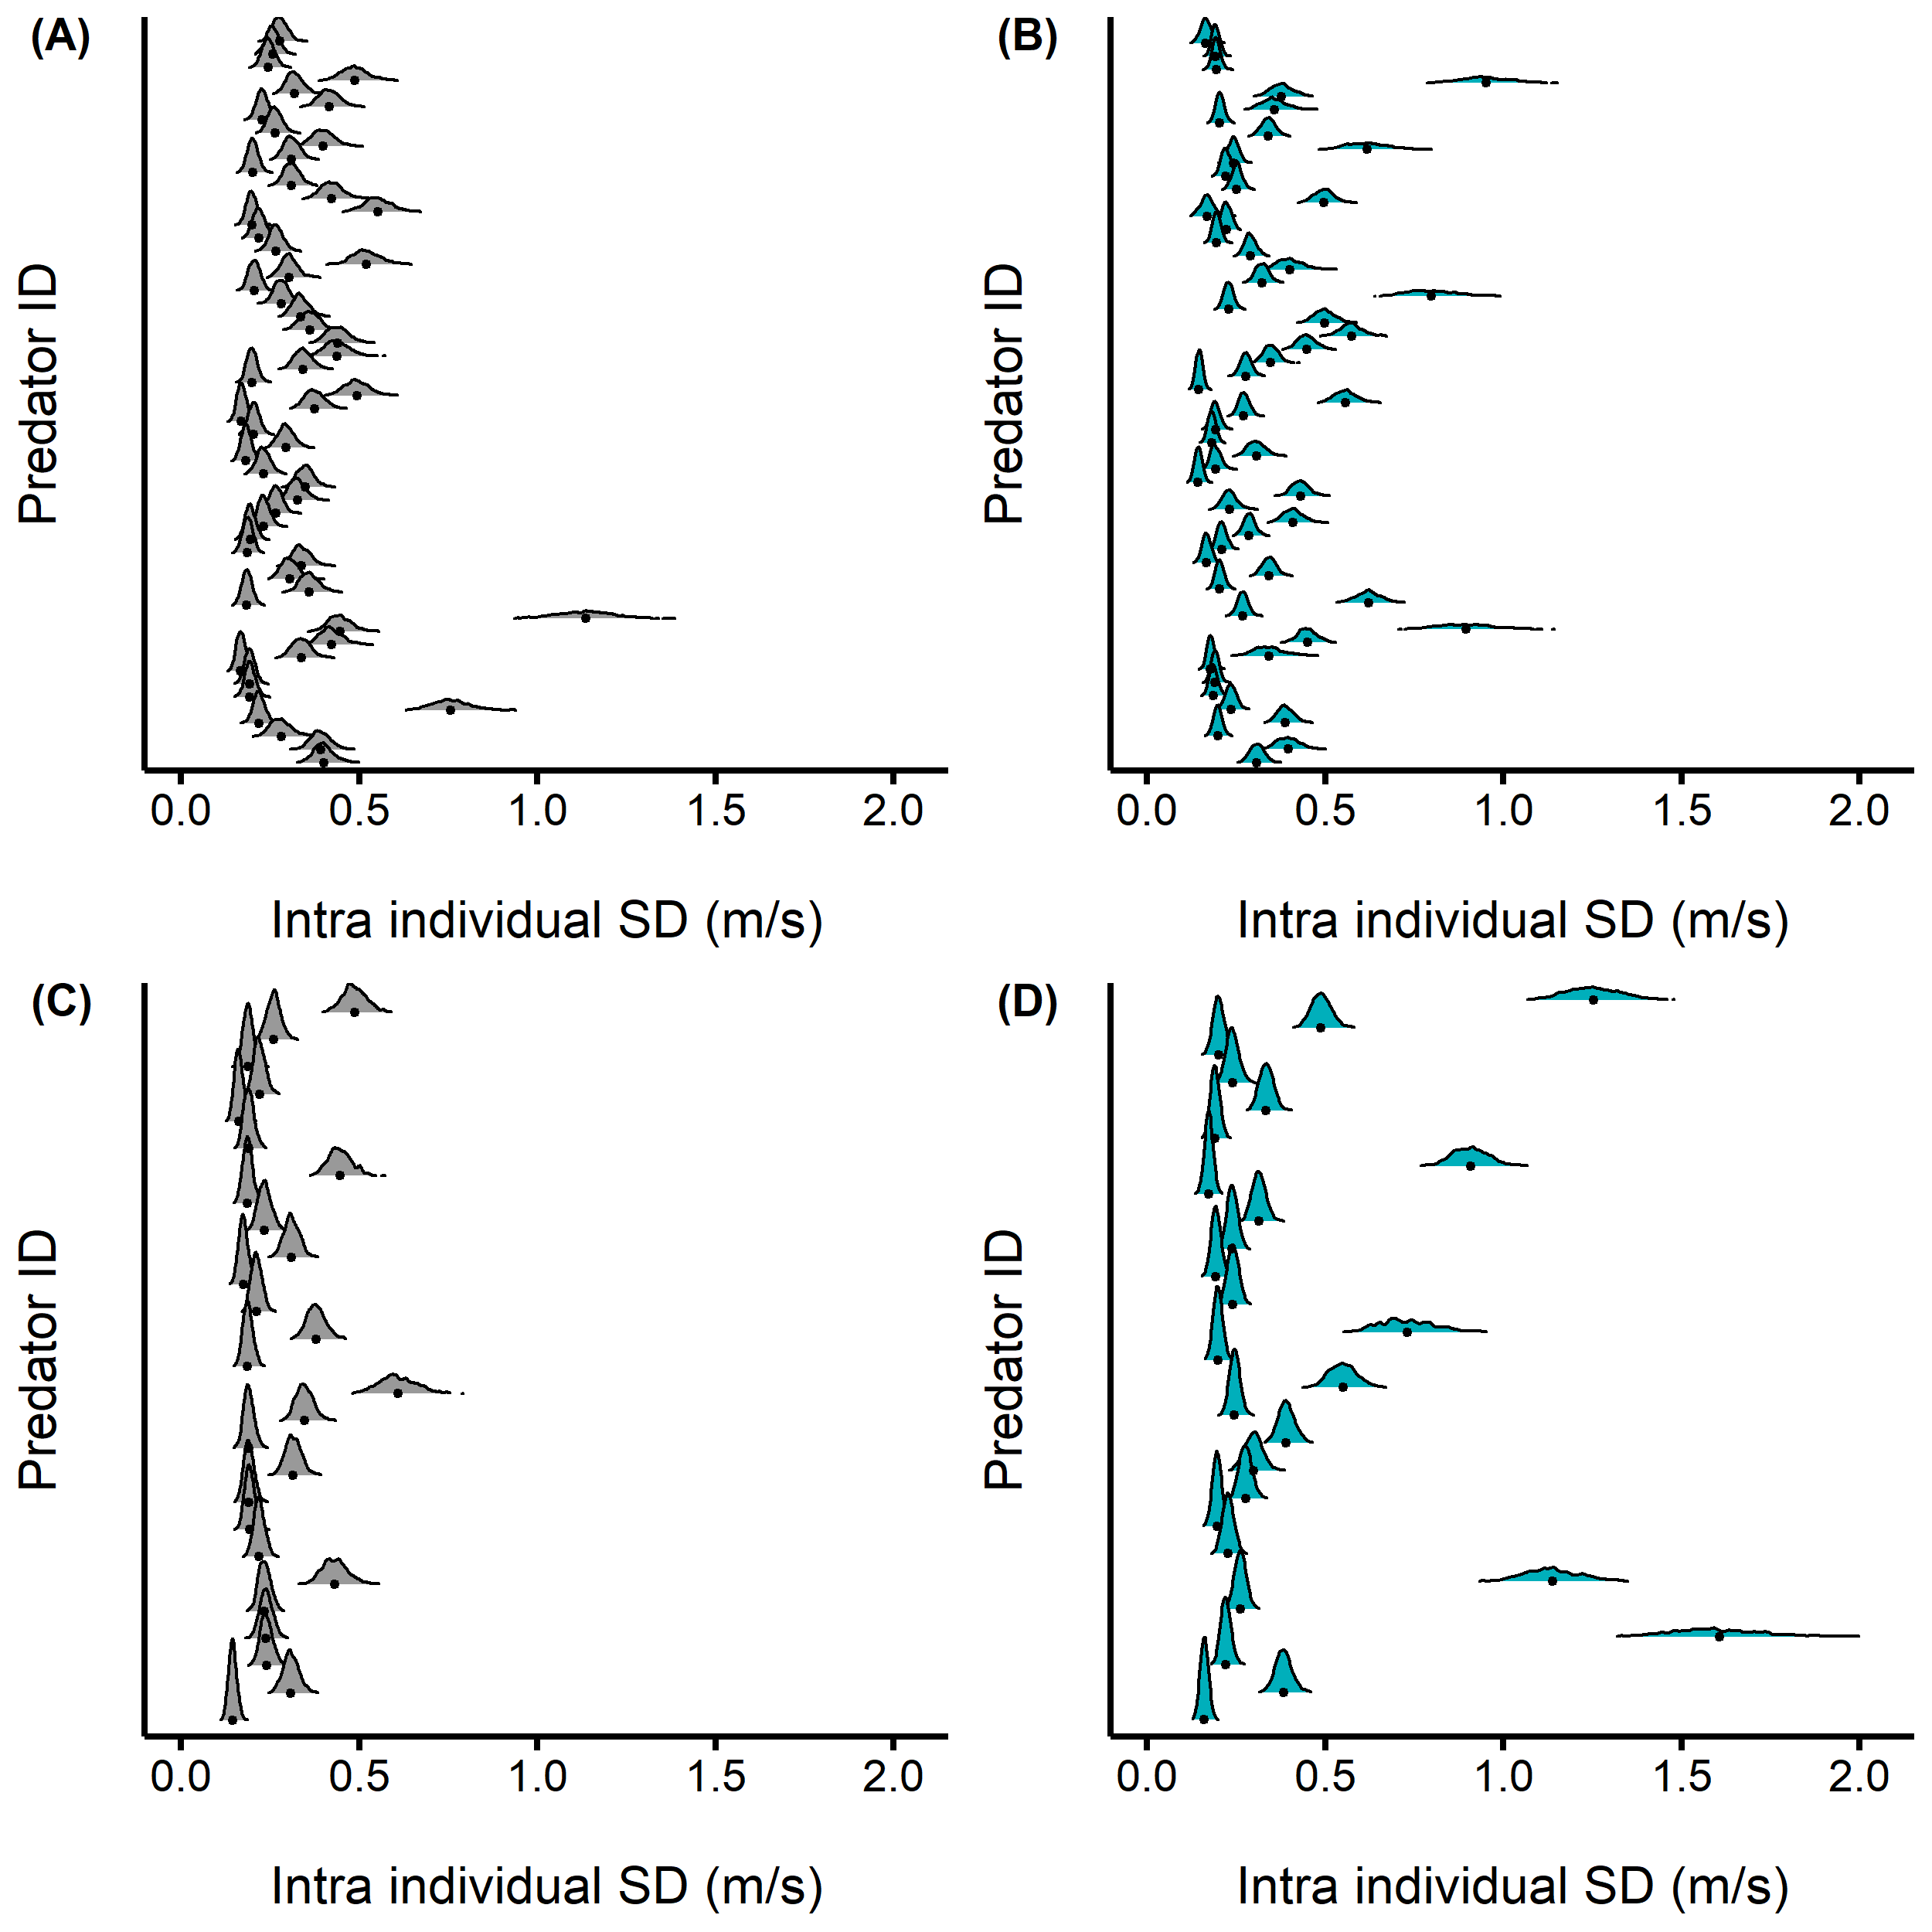 (A)
Predator ID
0.0 0.5 1.0 1.5 2.0
Intra individual SD (m/s)
(B)
Predator ID
0.0 0.5 1.0 1.5 2.0
Intra individual SD (m/s)
(C)
Predator ID
0.0 0.5 1.0 1.5 2.0
Intra individual SD (m/s)
(D)
Predator ID
0.0 0.5 1.0 1.5 2.0
Intra individual SD (m/s)